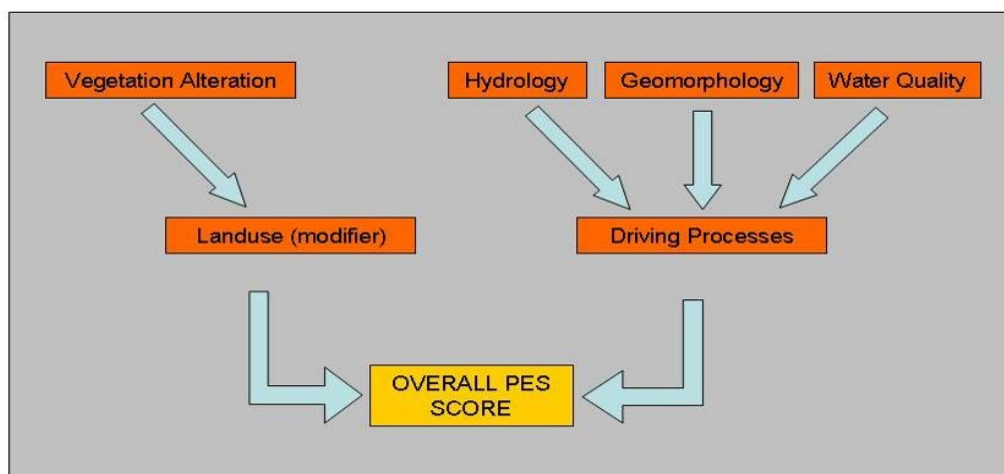 Vegetation Alteration
Hydrology
Geomorphology
Water Quality
Landuse (modifier)
Driving Processes
OVERALL PES
SCORE